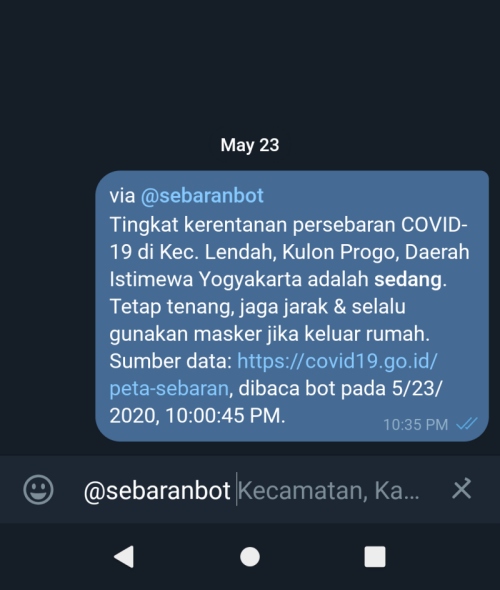 May 23
via @sebaranbot
Tingkat kerentanan persebaran COVID-
19 di Kec. Lendah, Kulon Progo, Daerah
Istimewa Yogyakarta adalah sedang.
Tetap tenang, jaga jarak & selalu
gunakan masker jika keluar rumah.
Sumber data: https://covid19.go.id/
peta-sebaran, dibaca bot pada 5/23/
2020, 10:00:45 PM.
10:35 PM
@sebaranbot Kecamatan, Ka...